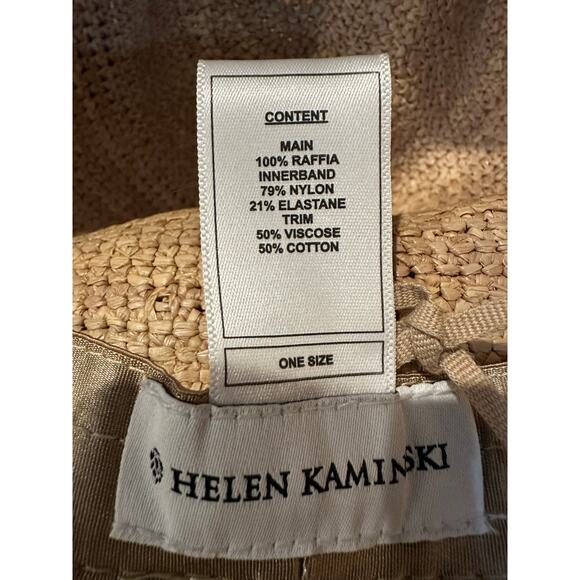 CONTENT
MAIN
100% RAFFIA
INNERBAND
79% NYLON
21% ELASTANE
TRIM
50% VISCOSE
50% COTTON
ONE SIZE
HELEN KAMINSKI